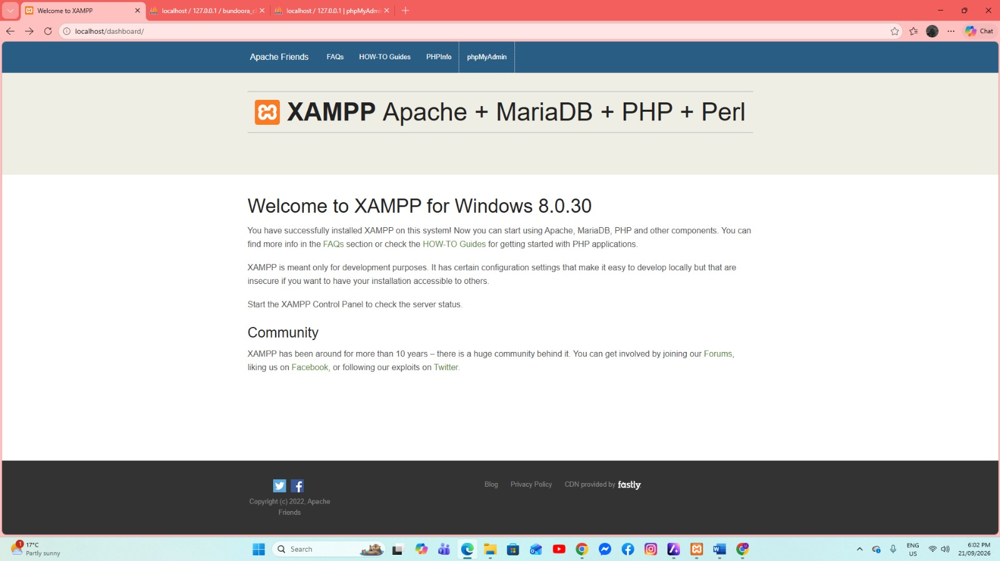 Welcome to XAMPP
localhost / 127.0.0.1 / bundoora_cl
localhost / 127.0.0.1 | phpMyAdmi
localhost/dashboard/
Chat
Apache Friends
FAQs
HOW-TO Guides
PHPInfo
phpMyAdmin
XAMPP Apache + MariaDB + PHP + Perl
Welcome to XAMPP for Windows 8.0.30
You have successfully installed XAMPP on this system! Now you can start using Apache, MariaDB, PHP and other components. You can
find more info in the FAQs section or check the HOW-TO Guides for getting started with PHP applications.
XAMPP is meant only for development purposes. It has certain configuration settings that make it easy to develop locally but that are
insecure if you want to have your installation accessible to others.
Start the XAMPP Control Panel to check the server status.
Community
XAMPP has been around for more than 10 years – there is a huge community behind it. You can get involved by joining our Forums,
liking us on Facebook, or following our exploits on Twitter.
Blog
Privacy Policy
CDN provided by fastly
Copyright (c) 2022, Apache
Friends
1
17°C
Partly sunny
Search
ENG
US
6:02 PM
21/09/2026